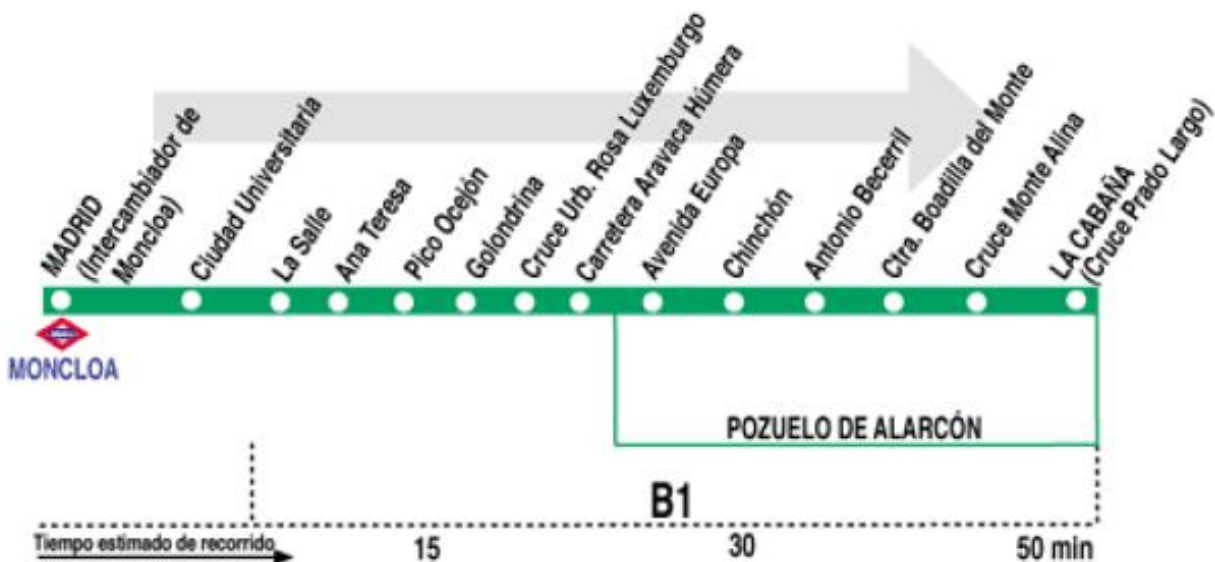 MADRID
(Intercambiador de
Moncloa)
Ciudad Universitaria
La Salle
Ana Teresa
Pico Ocejón
Golondrina
Cruce Urb. Rosa Luxemburgo
Carretera Aravaca Húmera
Avenida Europa
Chinchón
Antonio Becerril
Ctra. Boadilla del Monte
Cruce Monte Alina
LA CABAÑA
(Cruce Prado Largo)
MONCLOA
POZUELO DE ALARCÓN
B1
Tiempo estimado de recorrido 15 30 50 min